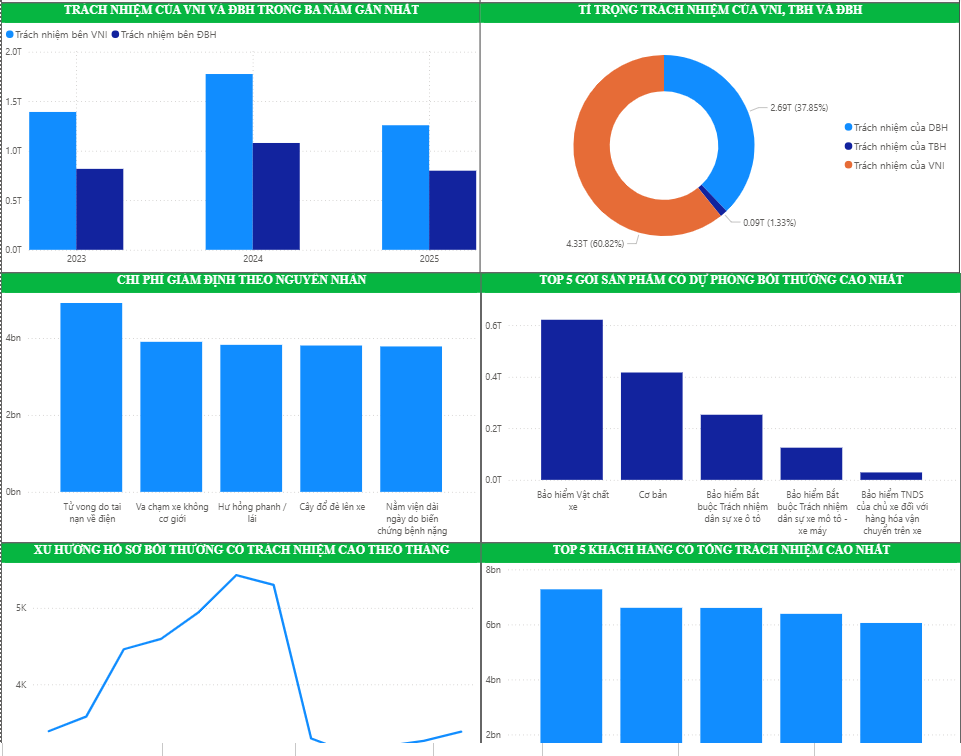 TRÁCH NHIỆM CỦA VNI VÀ ĐBH TRONG BA NĂM GẦN NHẤT
Trách nhiệm bên VNI Trách nhiệm bên ĐBH
2.0T
1.5T
1.0T
0.5T
0.0T
2023 2024 2025
TỈ TRỌNG TRÁCH NHIỆM CỦA VNI, TBH VÀ ĐBH
2.69T (37.85%)
0.09T (1.33%)
4.33T (60.82%)
Trách nhiệm của DBH
Trách nhiệm của TBH
Trách nhiệm của VNI
CHI PHÍ GIÁM ĐỊNH THEO NGUYÊN NHÂN
4bn
2bn
0bn
Tử vong do tai
nạn về điện
Va chạm xe không
cơ giới
Hư hỏng phanh /
lái
Cây đổ đè lên xe
Nằm viện dài
ngày do biến
chứng bệnh nặng
TOP 5 GÓI SẢN PHẨM CÓ DỰ PHÒNG BỒI THƯỜNG CAO NHẤT
0.6T
0.4T
0.2T
0.0T
Bảo hiểm Vật chất
xe
Cơ bản
Bảo hiểm Bắt
buộc Trách nhiệm
dân sự xe ô tô
Bảo hiểm Bắt
buộc Trách nhiệm
dân sự xe mô tô -
xe máy
Bảo hiểm TNDS
của chủ xe đối với
hàng hóa vận
chuyển trên xe
XU HƯỚNG HỒ SƠ BỒI THƯỜNG CÓ TRÁCH NHIỆM CAO THEO THÁNG
5K
4K
TOP 5 KHÁCH HÀNG CÓ TỔNG TRÁCH NHIỆM CAO NHẤT
8bn
6bn
4bn
2bn